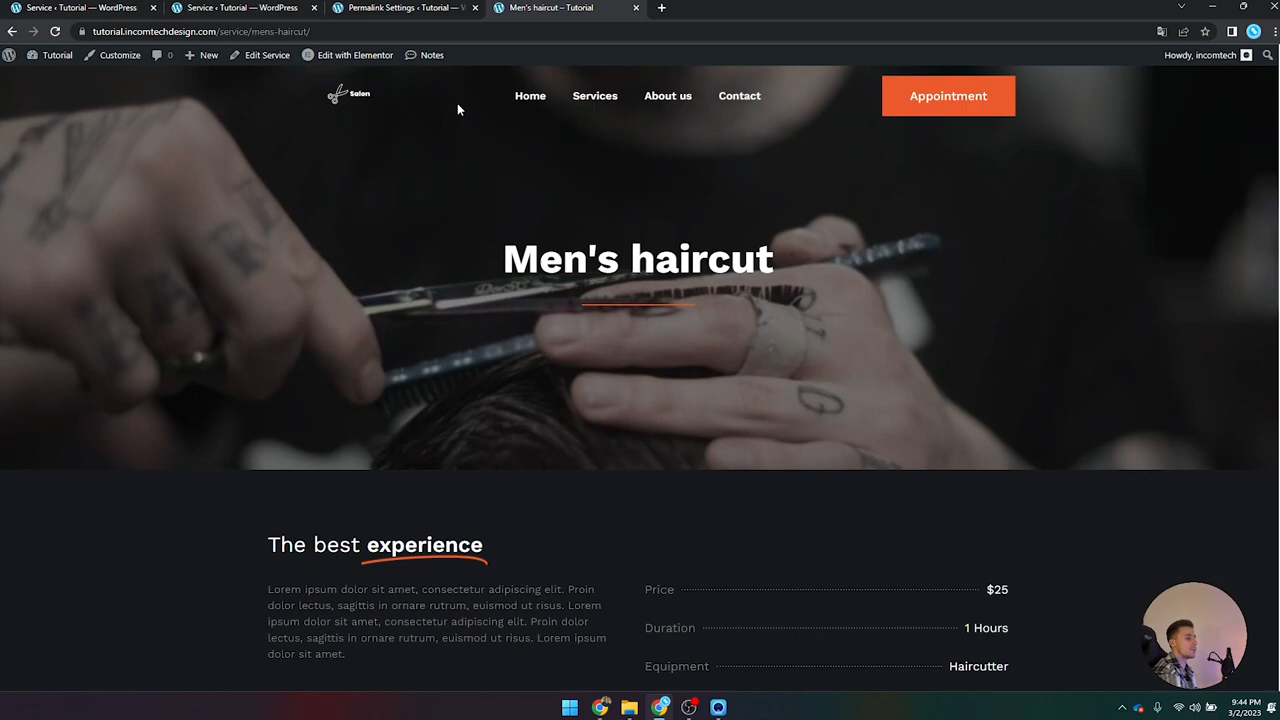 Service ‹ Tutorial — WordPress
Service ‹ Tutorial — WordPress
Permalink Settings ‹ Tutorial — W
Men's haircut – Tutorial
tutorial.incomtechdesign.com/service/mens-haircut/
Tutorial
Customize
0
New
Edit Service
Edit with Elementor
Notes
Howdy, incomtech
Salon
Home
Services
About us
Contact
Appointment
Men's haircut
The best experience
Lorem ipsum dolor sit amet, consectetur adipiscing elit. Proin
dolor lectus, sagittis in ornare rutrum, euismod ut risus. Lorem
ipsum dolor sit amet, consectetur adipiscing elit. Proin dolor
lectus, sagittis in ornare rutrum, euismod ut risus. Lorem ipsum
dolor sit amet.
Price $25
Duration 1 Hours
Equipment Haircutter
9:44 PM
3/2/2023